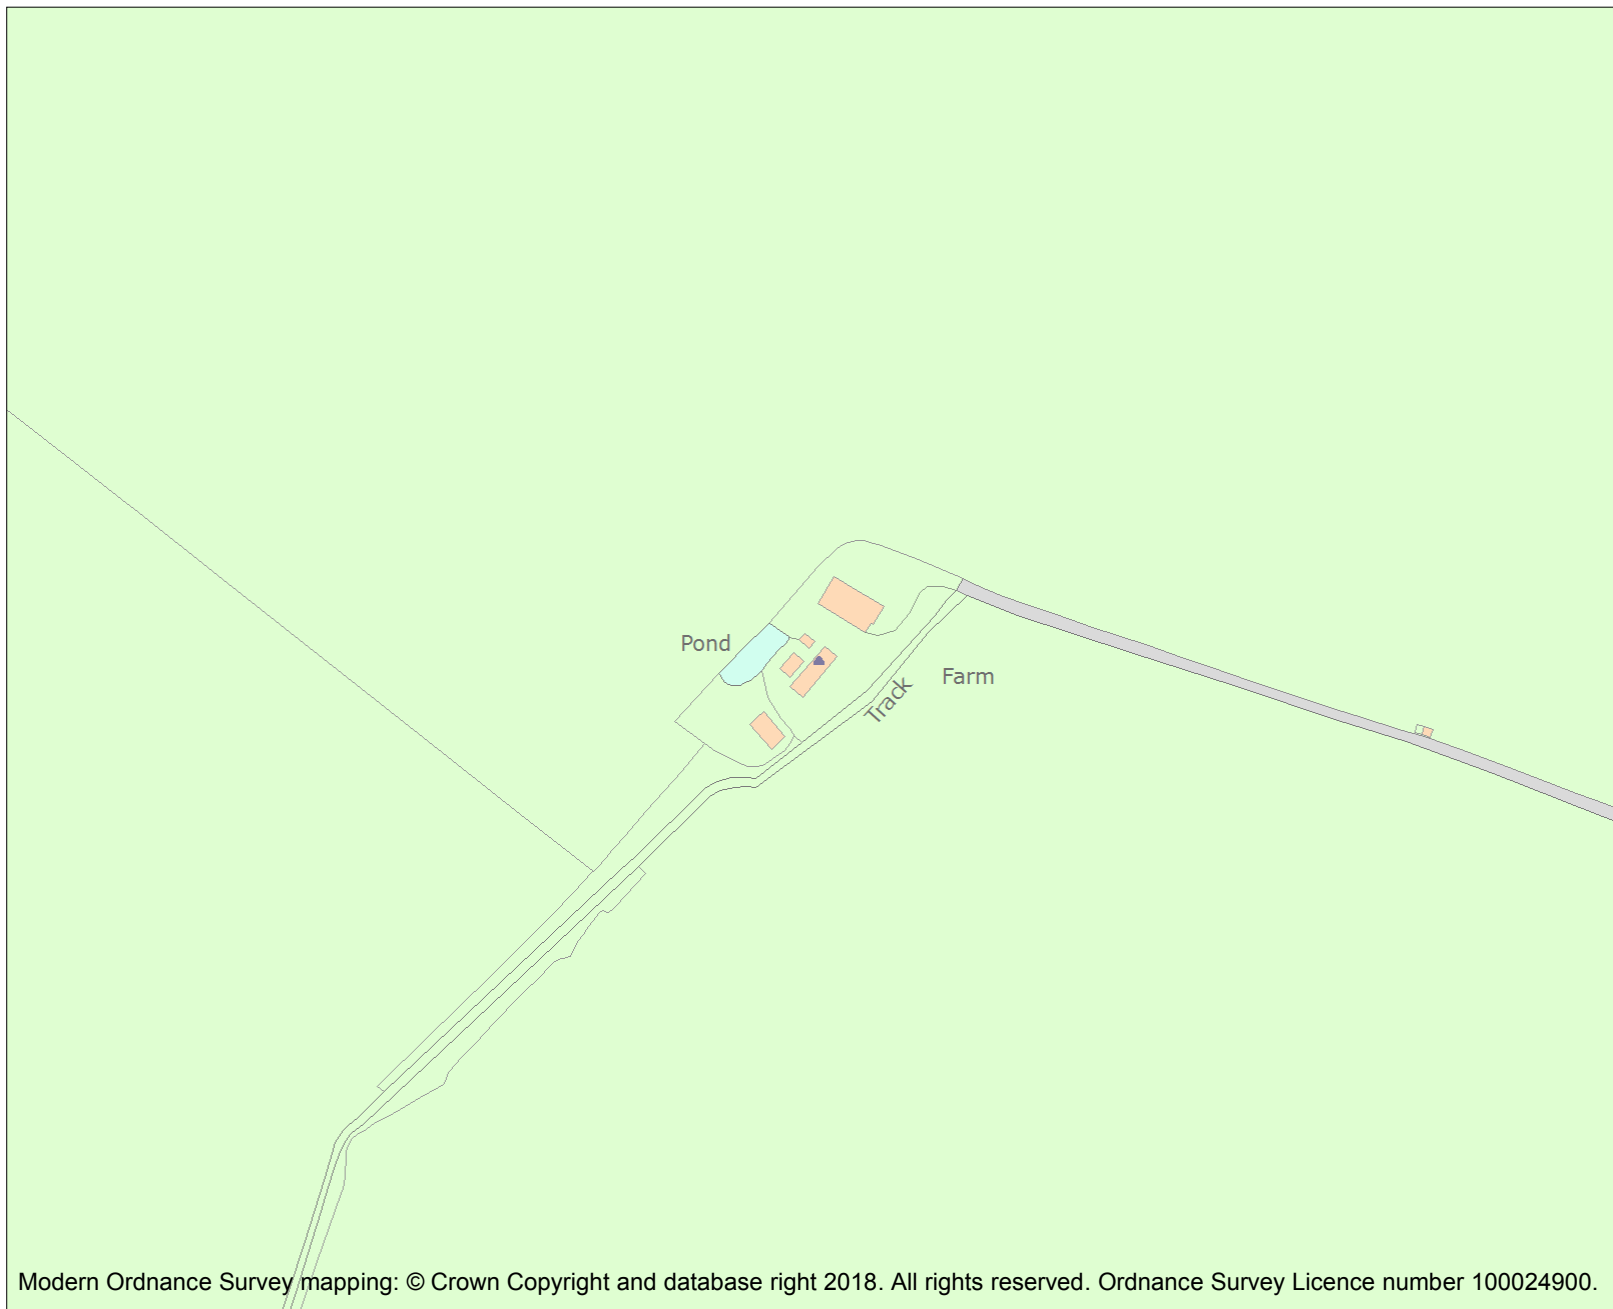 Pond
Farm
Track
Modern Ordnance Survey mapping: © Crown Copyright and database right 2018. All rights reserved. Ordnance Survey Licence number 100024900.